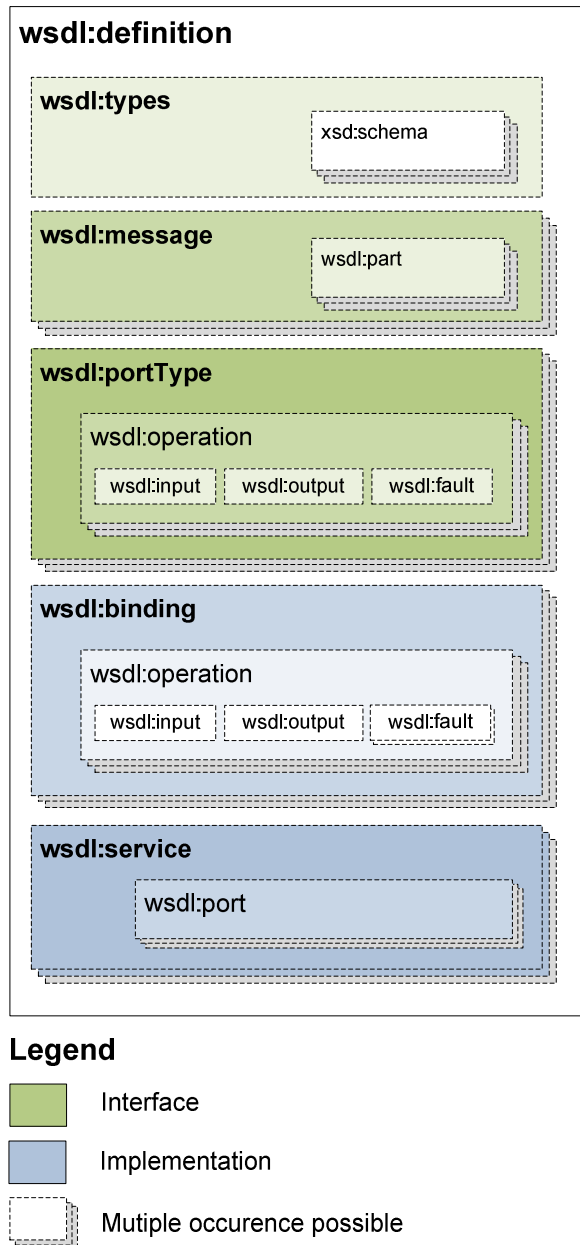 wsdl:definition
wsdl:types
xsd:schema
wsdl:message
wsdl:part
wsdl:portType
wsdl:operation
wsdl:input wsdl:output wsdl:fault
wsdl:binding
wsdl:operation
wsdl:input wsdl:output wsdl:fault
wsdl:service
wsdl:port
Legend
Interface
Implementation
Mutiple occurence possible